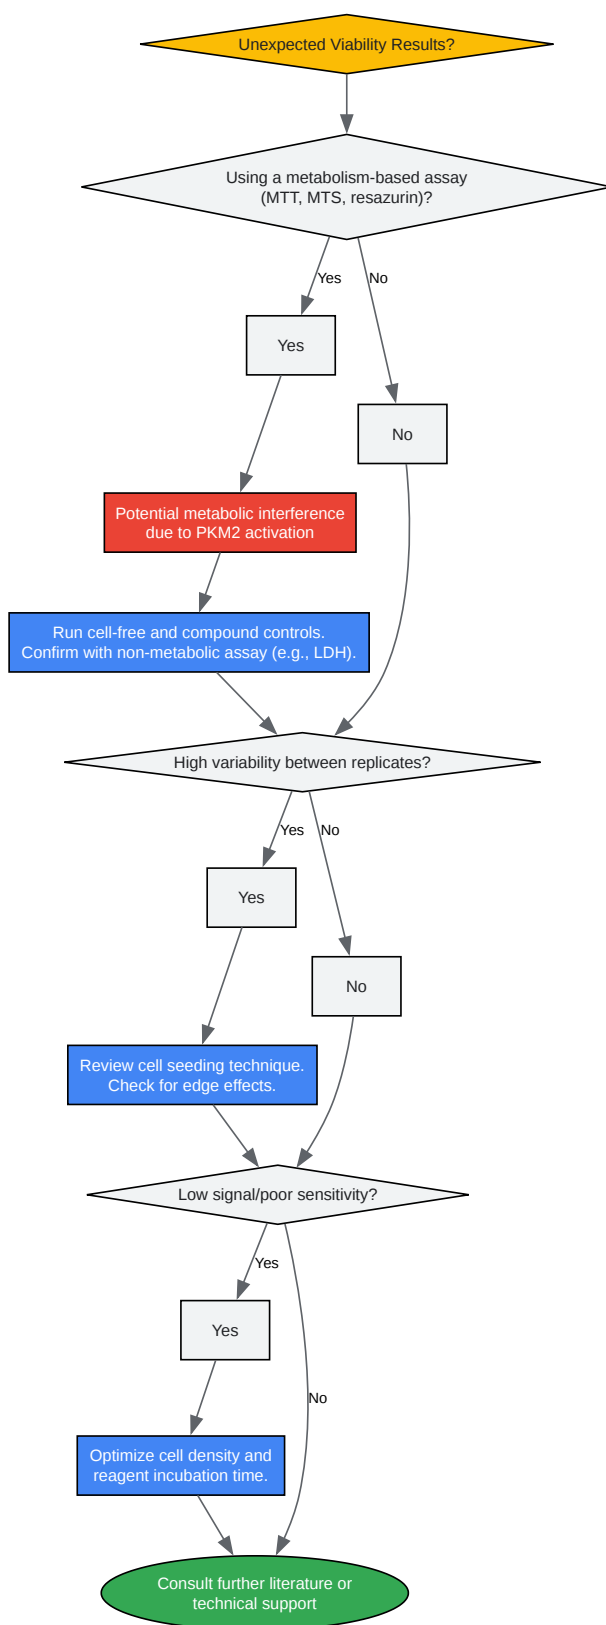 Unexpected Viability Results?
Using a metabolism-based assay
(MTT, MTS, resazurin)?
Yes
No
Yes
No
Potential metabolic interference
due to PKM2 activation
Run cell-free and compound controls.
Confirm with non-metabolic assay (e.g., LDH).
High variability between replicates?
Yes
No
Yes
No
Review cell seeding technique.
Check for edge effects.
Low signal/poor sensitivity?
Yes
Yes
No
Optimize cell density and
reagent incubation time.
Consult further literature or
technical support